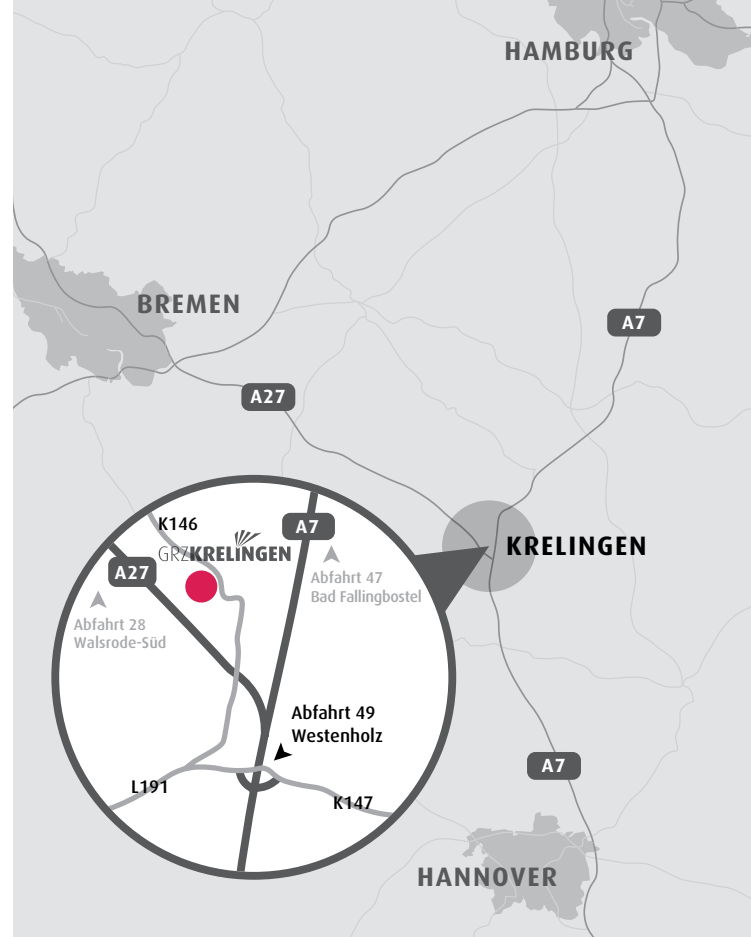 HAMBURG
BREMEN
A7
A27
K146
A7
GRZKRELINGEN
KRELINGEN
A27
Abfahrt 47
Bad Fallingbostel
Abfahrt 28
Walsrode-Süd
Abfahrt 49
Westenholz
A7
L191
K147
HANNOVER